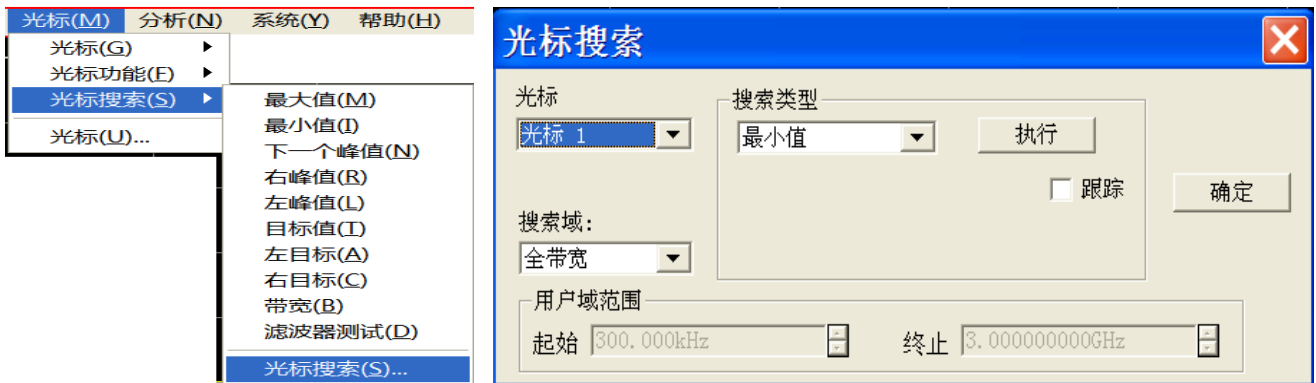 光标(M) 分析(N) 系统(Y) 帮助(H)
光标(G)
光标功能(F)
光标搜索(S)
光标(U)...
最大值(M)
最小值(I)
下一个峰值(N)
右峰值(R)
左峰值(L)
目标值(T)
左目标(A)
右目标(C)
带宽(B)
滤波器测试(D)
光标搜索(S)...
光标搜索
光标
光标 1
搜索域:
全带宽
搜索类型
最小值
执行
跟踪
确定
用户域范围
起始 300.000kHz 终止 3.000000000GHz